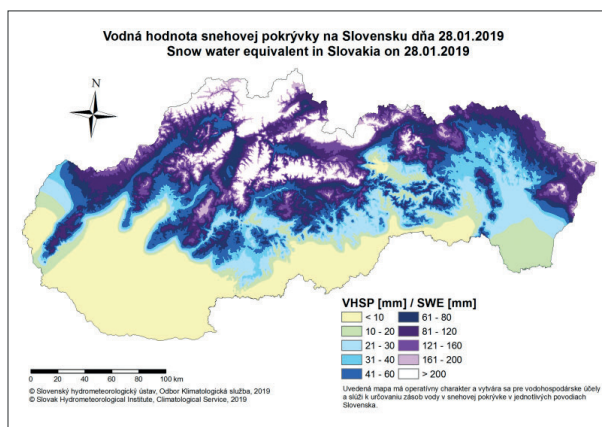 Vodná hodnota snehovej pokrývky na Slovensku dňa 28.01.2019
Snow water equivalent in Slovakia on 28.01.2019
N
VHSP [mm] / SWE [mm]
< 10
10 - 20
21 - 30
31 - 40
41 - 60
61 - 80
81 - 120
121 - 160
161 - 200
> 200
0 20 40 60 80 100 km
© Slovenský hydrometeorologický ústav, Odbor Klimatologická služba, 2019
© Slovak Hydrometeorological Institute, Climatological Service, 2019
Uvedená mapa má operatívny charakter a vytvára sa pre vodohospodárske účely
a slúži k určovaniu zásob vody v snehovej pokrývke v jednotlivých povodiach
Slovenska.